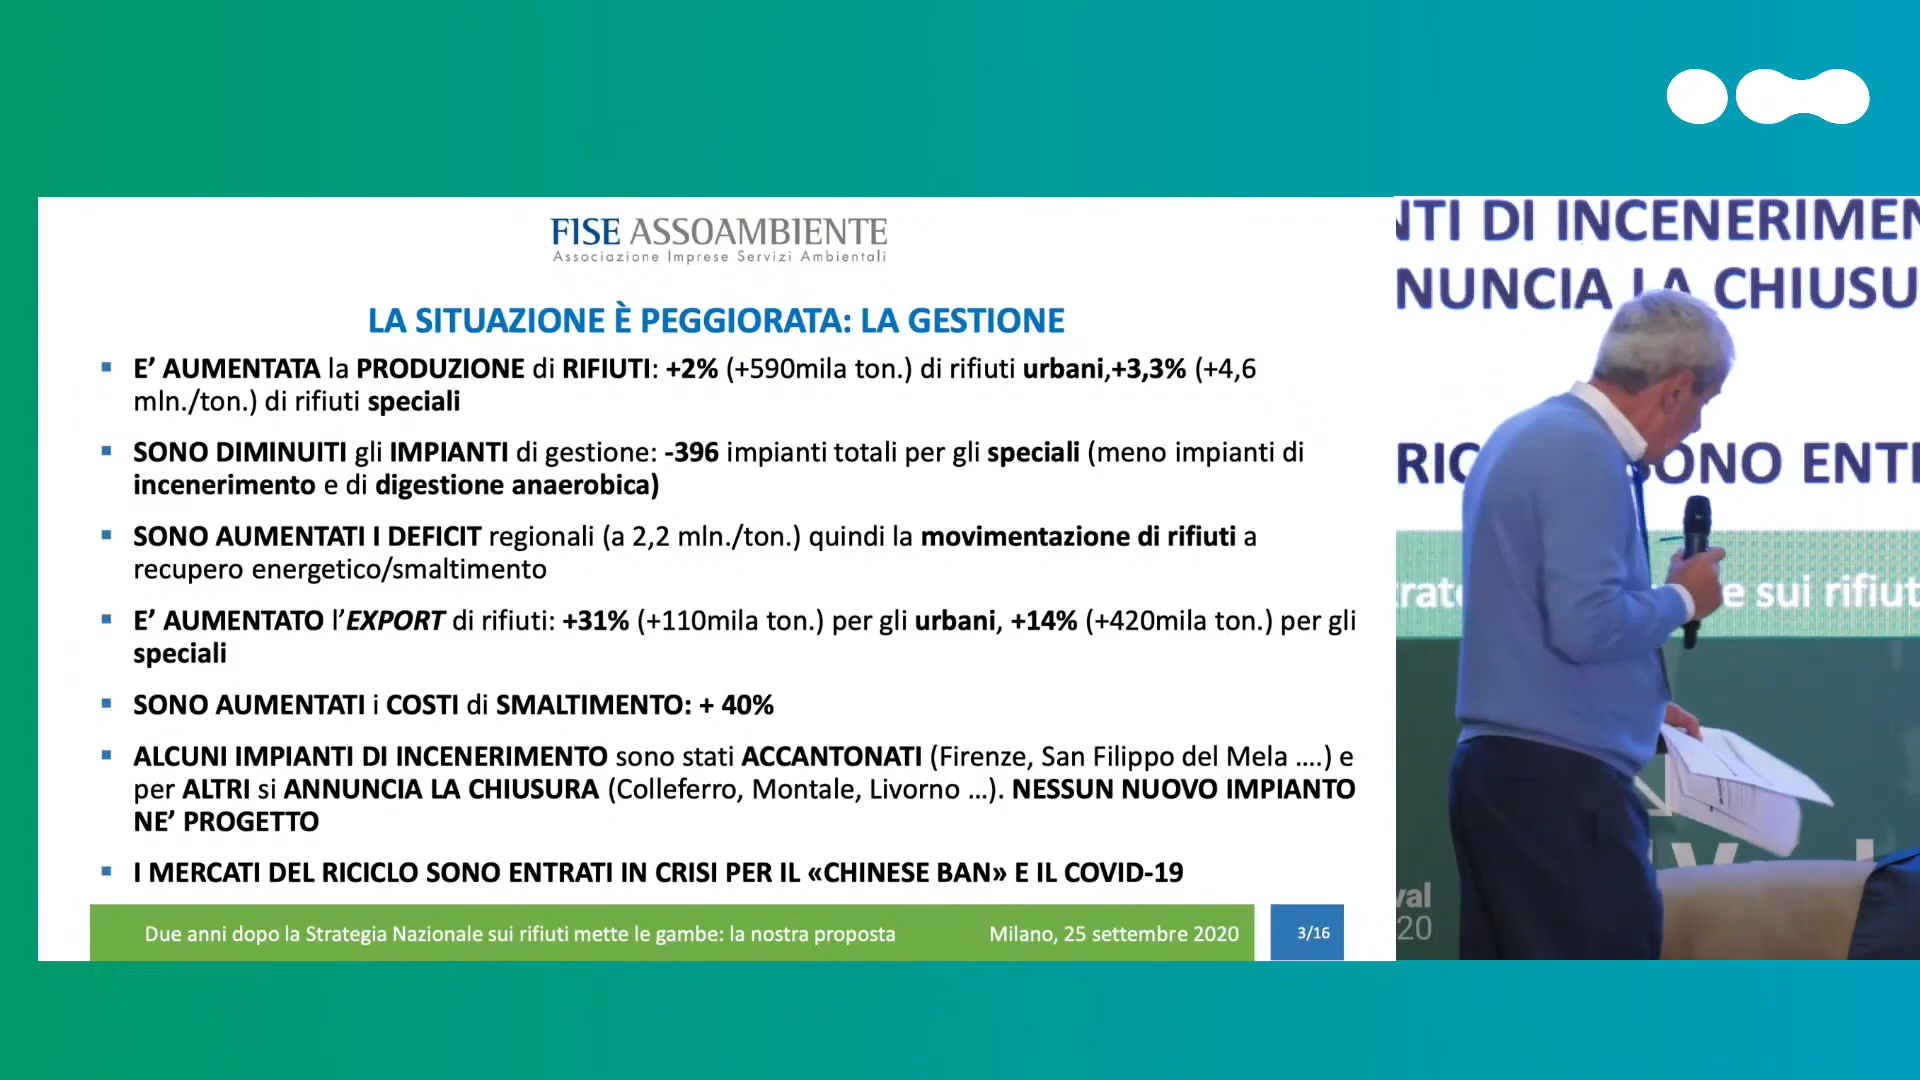 FISE ASSOAMBIENTE
Associazione Imprese Servizi Ambientali
LA SITUAZIONE È PEGGIORATA: LA GESTIONE
▪ E’ AUMENTATA la PRODUZIONE di RIFIUTI: +2% (+590mila ton.) di rifiuti urbani,+3,3% (+4,6
mln./ton.) di rifiuti speciali
▪ SONO DIMINUITI gli IMPIANTI di gestione: -396 impianti totali per gli speciali (meno impianti di
incenerimento e di digestione anaerobica)
▪ SONO AUMENTATI I DEFICIT regionali (a 2,2 mln./ton.) quindi la movimentazione di rifiuti a
recupero energetico/smaltimento
▪ E’ AUMENTATO l’EXPORT di rifiuti: +31% (+110mila ton.) per gli urbani, +14% (+420mila ton.) per gli
speciali
▪ SONO AUMENTATI i COSTI di SMALTIMENTO: + 40%
▪ ALCUNI IMPIANTI DI INCENERIMENTO sono stati ACCANTONATI (Firenze, San Filippo del Mela ....) e
per ALTRI si ANNUNCIA LA CHIUSURA (Colleferro, Montale, Livorno ...). NESSUN NUOVO IMPIANTO
NE’ PROGETTO
▪ I MERCATI DEL RICICLO SONO ENTRATI IN CRISI PER IL «CHINESE BAN» E IL COVID-19
Due anni dopo la Strategia Nazionale sui rifiuti mette le gambe: la nostra proposta Milano, 25 settembre 2020 3/16
NTI DI INCENERIMEN
NUNCIA LA CHIUSU
RIC ONO ENT
trat e sui rifiut
val
20